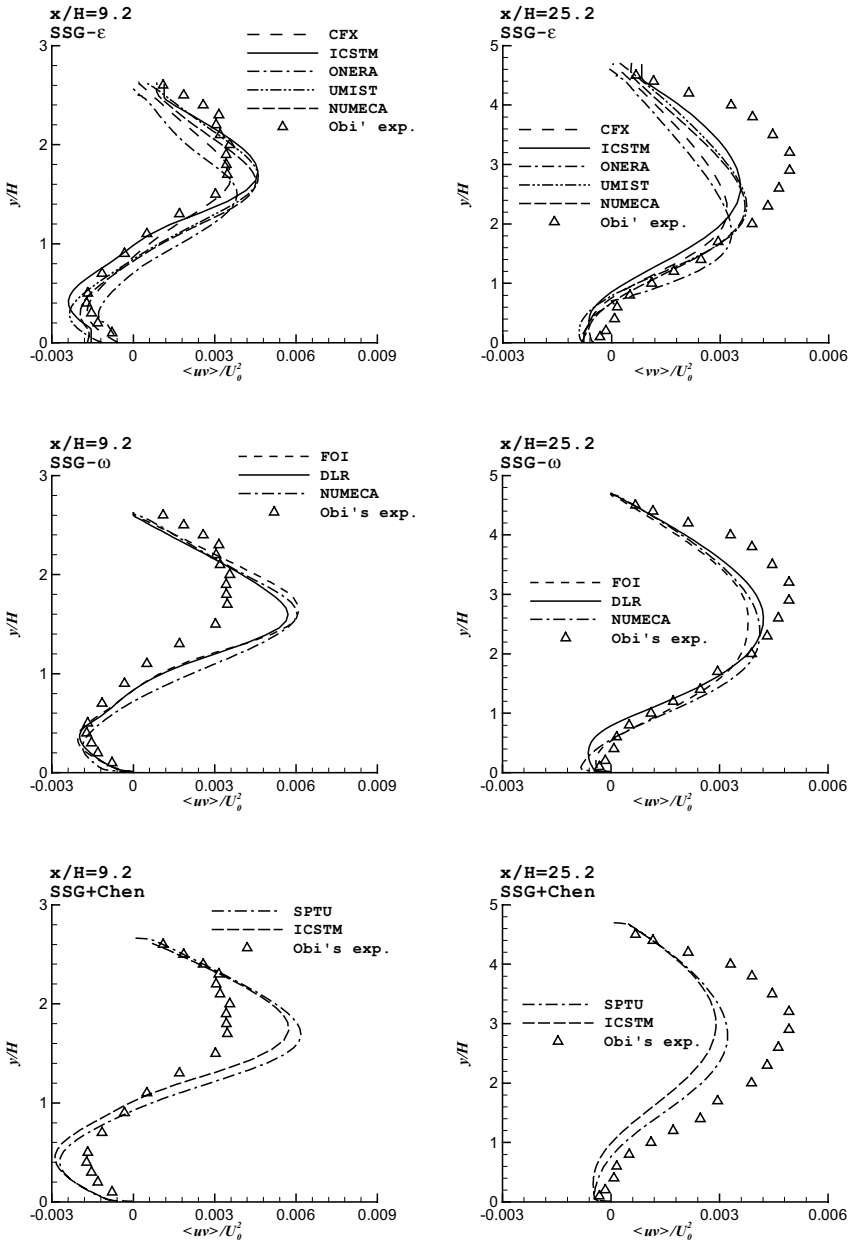 x/H=9.2
SSG-ε
3
2
1
0
y/H
-0.003 0 0.003 0.006 0.009
<uv>/U₀²
CFX
ICSTM
ONERA
UMIST
NUMECA
Obi' exp.
x/H=25.2
SSG-ε
5
4
3
2
1
0
y/H
-0.003 0 0.003 0.006
<vv>/U₀²
CFX
ICSTM
ONERA
UMIST
NUMECA
Obi' exp.
x/H=9.2
SSG-ω
3
2
1
0
y/H
-0.003 0 0.003 0.006 0.009
<uv>/U₀²
FOI
DLR
NUMECA
Obi's exp.
x/H=25.2
SSG-ω
5
4
3
2
1
0
y/H
-0.003 0 0.003 0.006
<uv>/U₀²
FOI
DLR
NUMECA
Obi's exp.
x/H=9.2
SSG+Chen
3
2
1
0
y/H
-0.003 0 0.003 0.006 0.009
<uv>/U₀²
SPTU
ICSTM
Obi's exp.
x/H=25.2
SSG+Chen
5
4
3
2
1
0
y/H
-0.003 0 0.003 0.006
<uv>/U₀²
SPTU
ICSTM
Obi's exp.